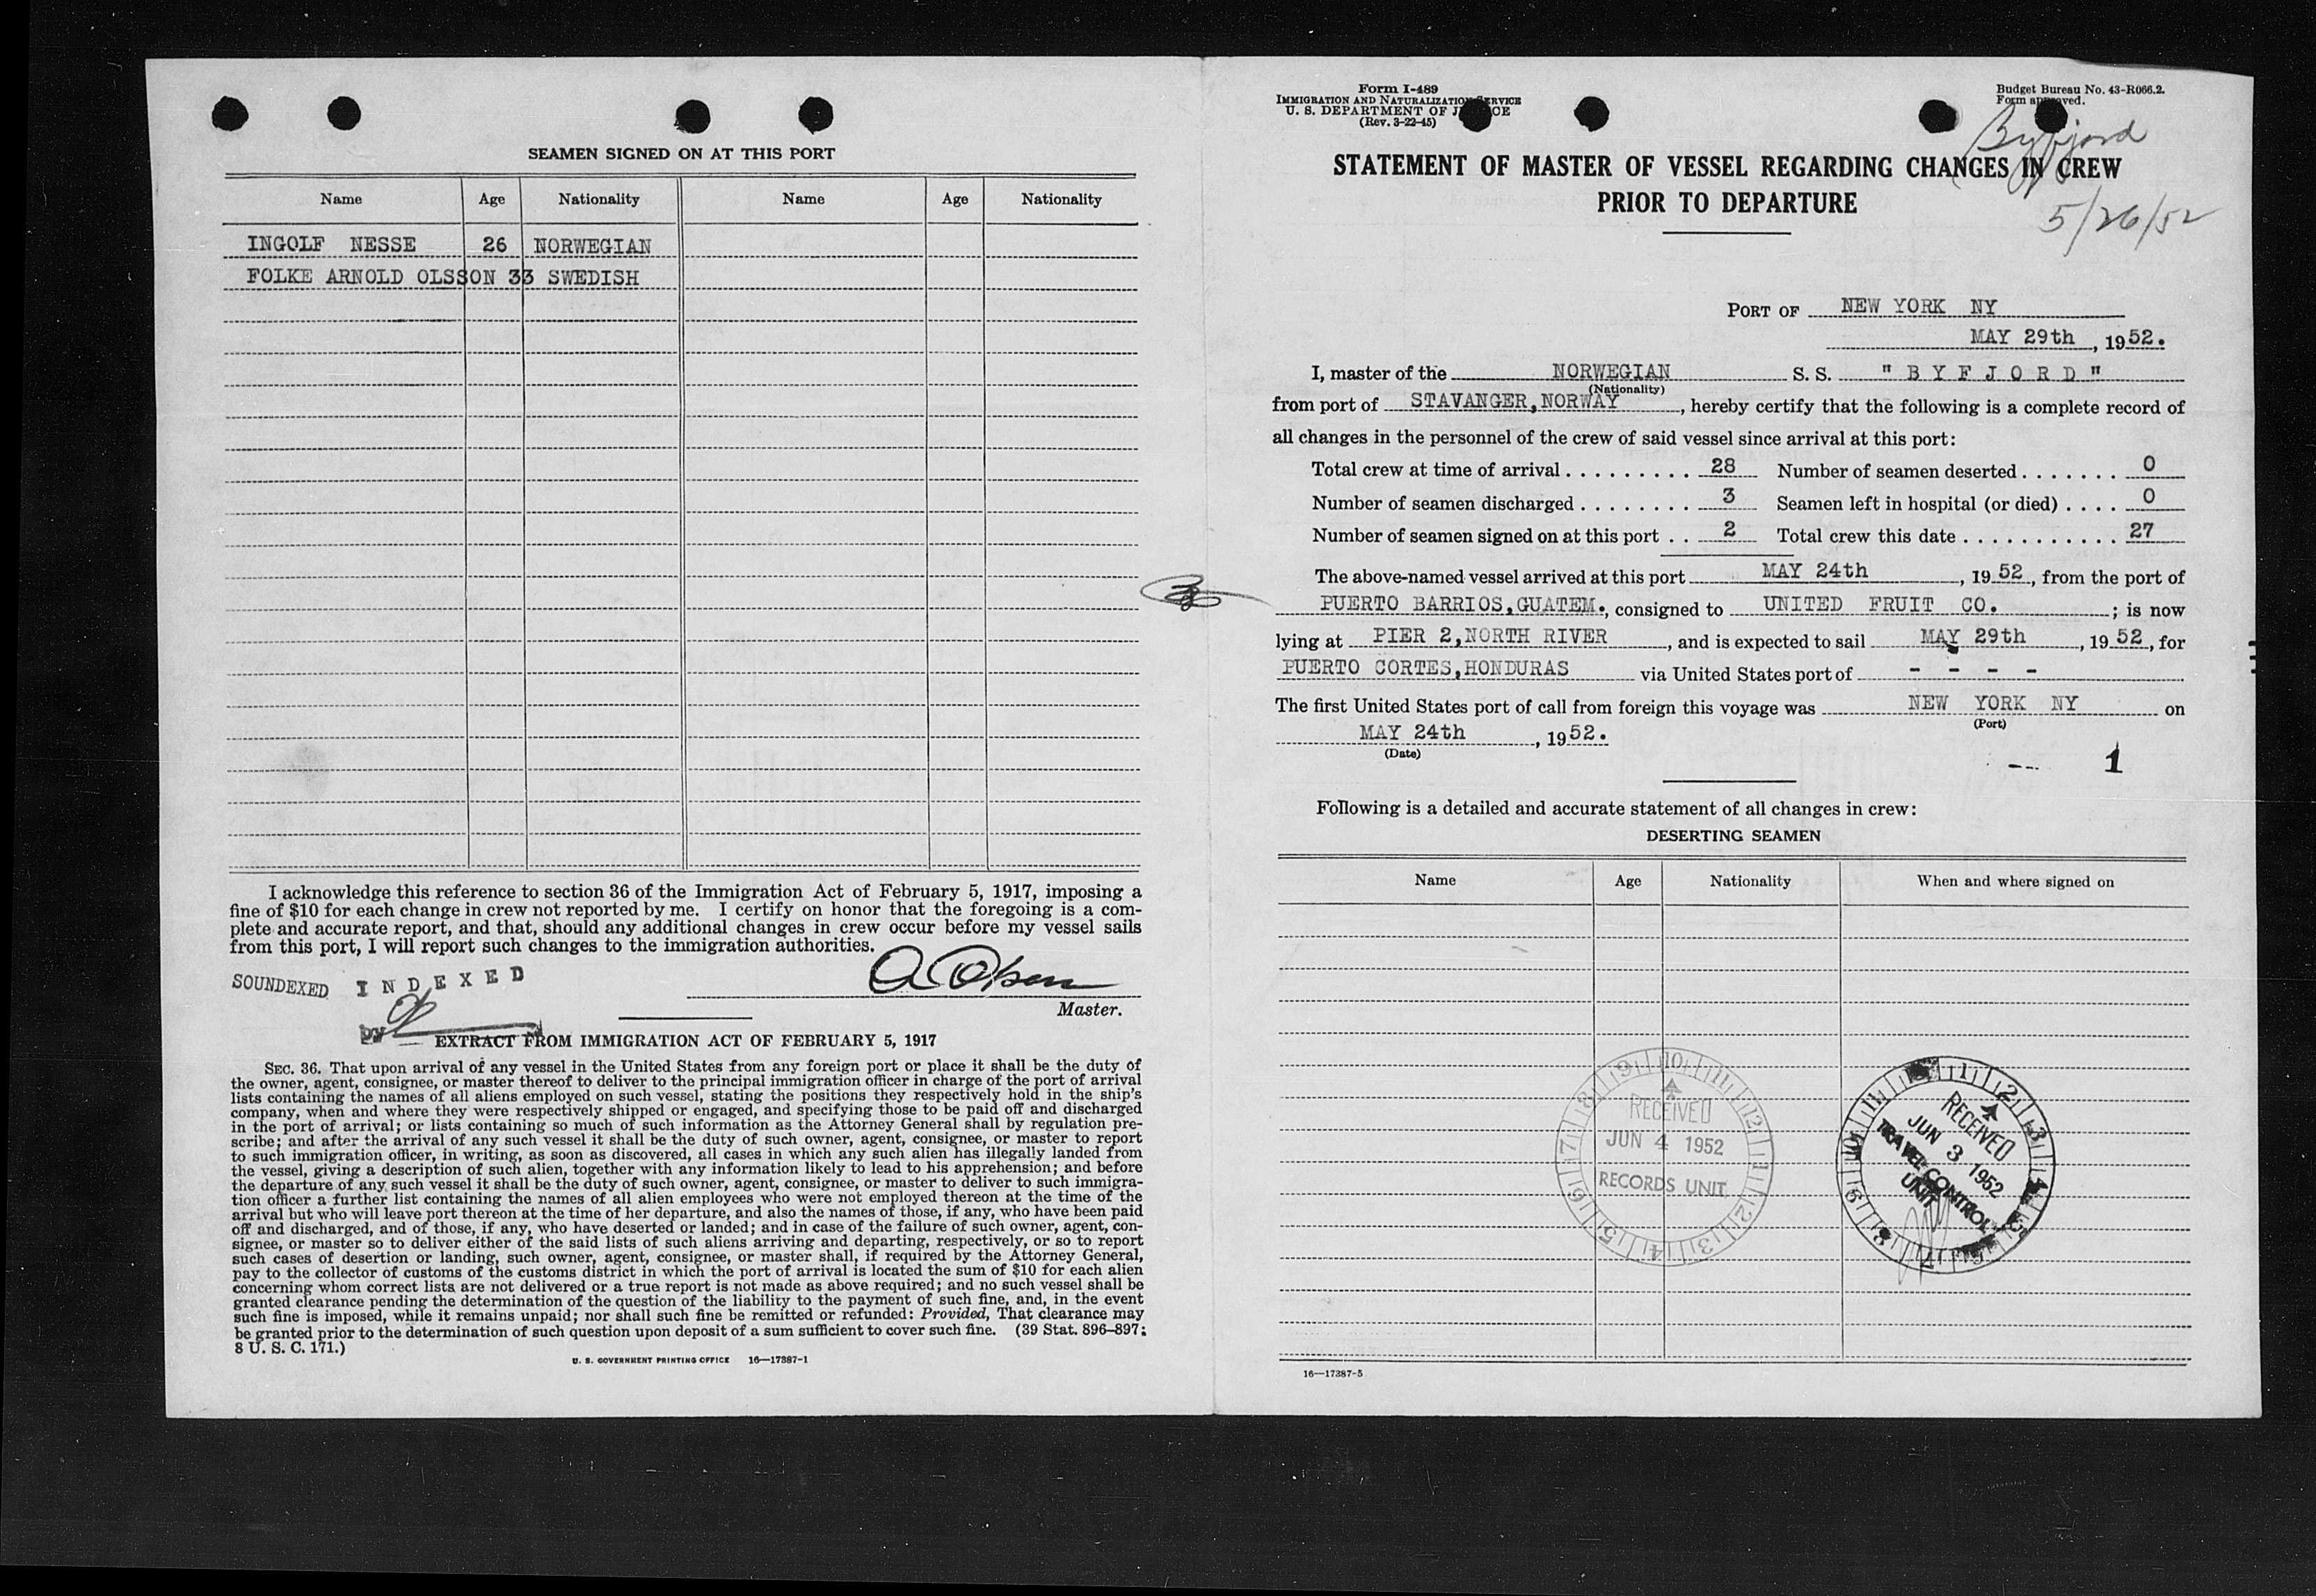 SEAMEN SIGNED ON AT THIS PORT
Name Age Nationality Name Age Nationality
INGOLF NESSE 26 NORWEGIAN
FOLKE ARNOLD OLSSON 33 SWEDISH
I acknowledge this reference to section 36 of the Immigration Act of February 5, 1917, imposing a
fine of $10 for each change in crew not reported by me. I certify on honor that the foregoing is a com-
plete and accurate report, and that, should any additional changes in crew occur before my vessel sails
from this port, I will report such changes to the immigration authorities.
SOUNDEXED INDEXED
A Olsen
Master.
by
EXTRACT FROM IMMIGRATION ACT OF FEBRUARY 5, 1917
SEC. 36. That upon arrival of any vessel in the United States from any foreign port or place it shall be the duty of
the owner, agent, consignee, or master thereof to deliver to the principal immigration officer in charge of the port of arrival
lists containing the names of all aliens employed on such vessel, stating the positions they respectively hold in the ship's
company, when and where they were respectively shipped or engaged, and specifying those to be paid off and discharged
in the port of arrival; or lists containing so much of such information as the Attorney General shall by regulation pre-
scribe; and after the arrival of any such vessel it shall be the duty of such owner, agent, consignee, or master to report
to such immigration officer, in writing, as soon as discovered, all cases in which any such alien has illegally landed from
the vessel, giving a description of such alien, together with any information likely to lead to his apprehension; and before
the departure of any such vessel it shall be the duty of such owner, agent, consignee, or master to deliver to such immigra-
tion officer a further list containing the names of all alien employees who were not employed thereon at the time of the
arrival but who will leave port thereon at the time of her departure, and also the names of those, if any, who have been paid
off and discharged, and of those, if any, who have deserted or landed; and in case of the failure of such owner, agent, con-
signee, or master so to deliver either of the said lists of such aliens arriving and departing, respectively, or so to report
such cases of desertion or landing, such owner, agent, consignee, or master shall, if required by the Attorney General,
pay to the collector of customs of the customs district in which the port of arrival is located the sum of $10 for each alien
concerning whom correct lists are not delivered or a true report is not made as above required; and no such vessel shall be
granted clearance pending the determination of the question of the liability to the payment of such fine, and, in the event
such fine is imposed, while it remains unpaid; nor shall such fine be remitted or refunded: Provided, That clearance may
be granted prior to the determination of such question upon deposit of a sum sufficient to cover such fine. (39 Stat. 896–897;
8 U. S. C. 171.)
U. S. GOVERNMENT PRINTING OFFICE 16—17387-1
Form I-489
IMMIGRATION AND NATURALIZATION SERVICE
U. S. DEPARTMENT OF JUSTICE
(Rev. 3-22-45)
Budget Bureau No. 43-R066.2.
Form approved.
Byfjord
STATEMENT OF MASTER OF VESSEL REGARDING CHANGES IN CREW
PRIOR TO DEPARTURE
5/26/52
PORT OF NEW YORK NY
MAY 29th, 1952.
I, master of the NORWEGIAN S. S. "BYFJORD"
(Nationality)
from port of STAVANGER,NORWAY, hereby certify that the following is a complete record of
all changes in the personnel of the crew of said vessel since arrival at this port:
Total crew at time of arrival . . . . . . . . . 28 Number of seamen deserted . . . . . . . 0
Number of seamen discharged . . . . . . . . 3 Seamen left in hospital (or died) . . . . 0
Number of seamen signed on at this port . . 2 Total crew this date . . . . . . . . . . . 27
The above-named vessel arrived at this port MAY 24th, 1952, from the port of
PUERTO BARRIOS,GUATEM., consigned to UNITED FRUIT CO.; is now
lying at PIER 2,NORTH RIVER, and is expected to sail MAY 29th, 1952, for
PUERTO CORTES,HONDURAS via United States port of - - - -
The first United States port of call from foreign this voyage was NEW YORK NY on
(Port)
MAY 24th, 1952.
(Date)
1
Following is a detailed and accurate statement of all changes in crew:
DESERTING SEAMEN
Name Age Nationality When and where signed on
RECEIVED
JUN 4 1952
RECORDS UNIT
RECEIVED
JUN 3 1952
TRAVEL CONTROL
UNIT
16—17387-5